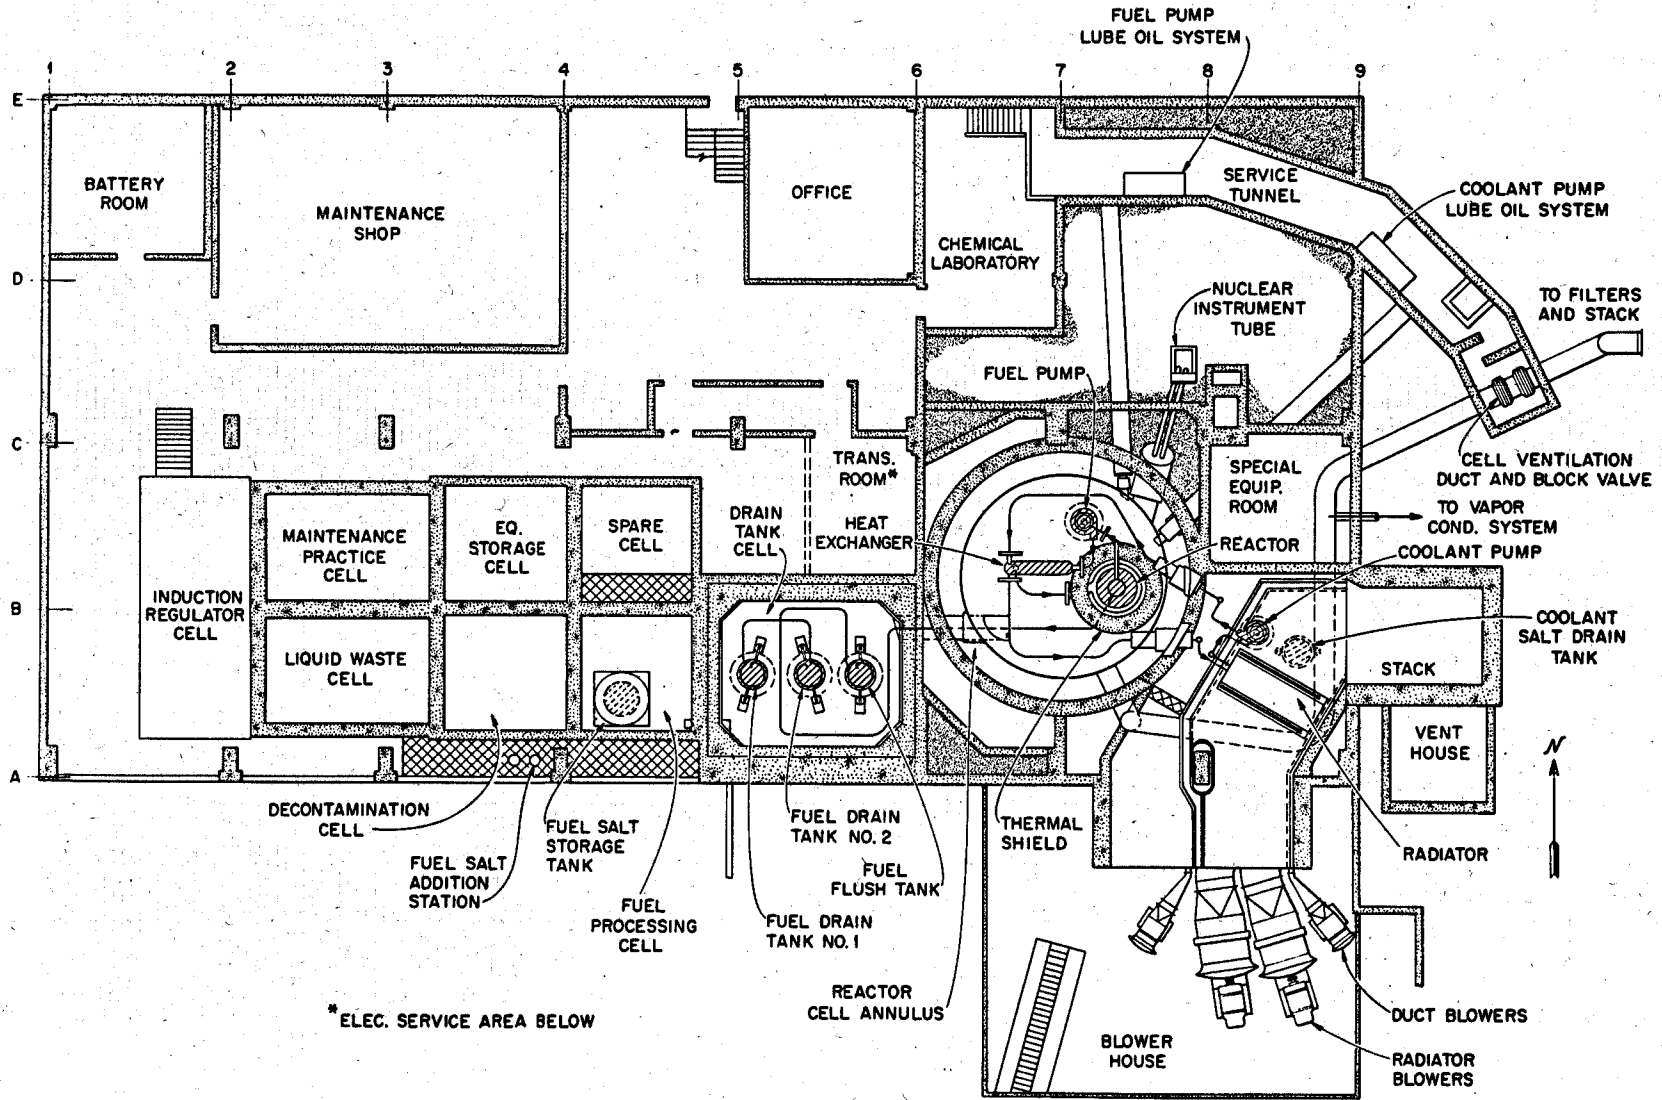 FUEL PUMP
LUBE OIL SYSTEM
1
2
3
4
5
6
7
8
9
E
D
C
B
A
BATTERY
ROOM
MAINTENANCE
SHOP
OFFICE
CHEMICAL
LABORATORY
SERVICE
TUNNEL
COOLANT PUMP
LUBE OIL SYSTEM
NUCLEAR
INSTRUMENT
TUBE
TO FILTERS
AND STACK
FUEL PUMP
TRANS.
ROOM*
SPECIAL
EQUIP.
ROOM
CELL VENTILATION
DUCT AND BLOCK VALVE
TO VAPOR
COND. SYSTEM
MAINTENANCE
PRACTICE
CELL
EQ.
STORAGE
CELL
SPARE
CELL
DRAIN
TANK
CELL
HEAT
EXCHANGER
REACTOR
COOLANT PUMP
INDUCTION
REGULATOR
CELL
LIQUID WASTE
CELL
COOLANT
SALT DRAIN
TANK
STACK
VENT
HOUSE
N
DECONTAMINATION
CELL
FUEL SALT
ADDITION
STATION
FUEL SALT
STORAGE
TANK
FUEL
PROCESSING
CELL
FUEL DRAIN
TANK NO. 2
FUEL
FLUSH TANK
FUEL DRAIN
TANK NO. 1
THERMAL
SHIELD
RADIATOR
REACTOR
CELL ANNULUS
*ELEC. SERVICE AREA BELOW
BLOWER
HOUSE
DUCT BLOWERS
RADIATOR
BLOWERS